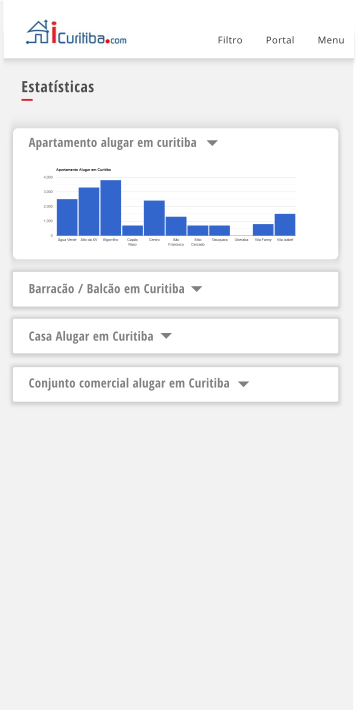 iCuritiba.com
Filtro Portal Menu
Estatísticas
Apartamento alugar em curitiba
Apartamento Alugar em Curitiba
4.000
3.000
2.000
1.000
0
Água Verde Alto da XV Bigorrilho Capão Raso Centro São Francisco São Conrado Tatuquara Uberaba Vila Fanny Vila Izabel
Barracão / Balcão em Curitiba
Casa Alugar em Curitiba
Conjunto comercial alugar em Curitiba